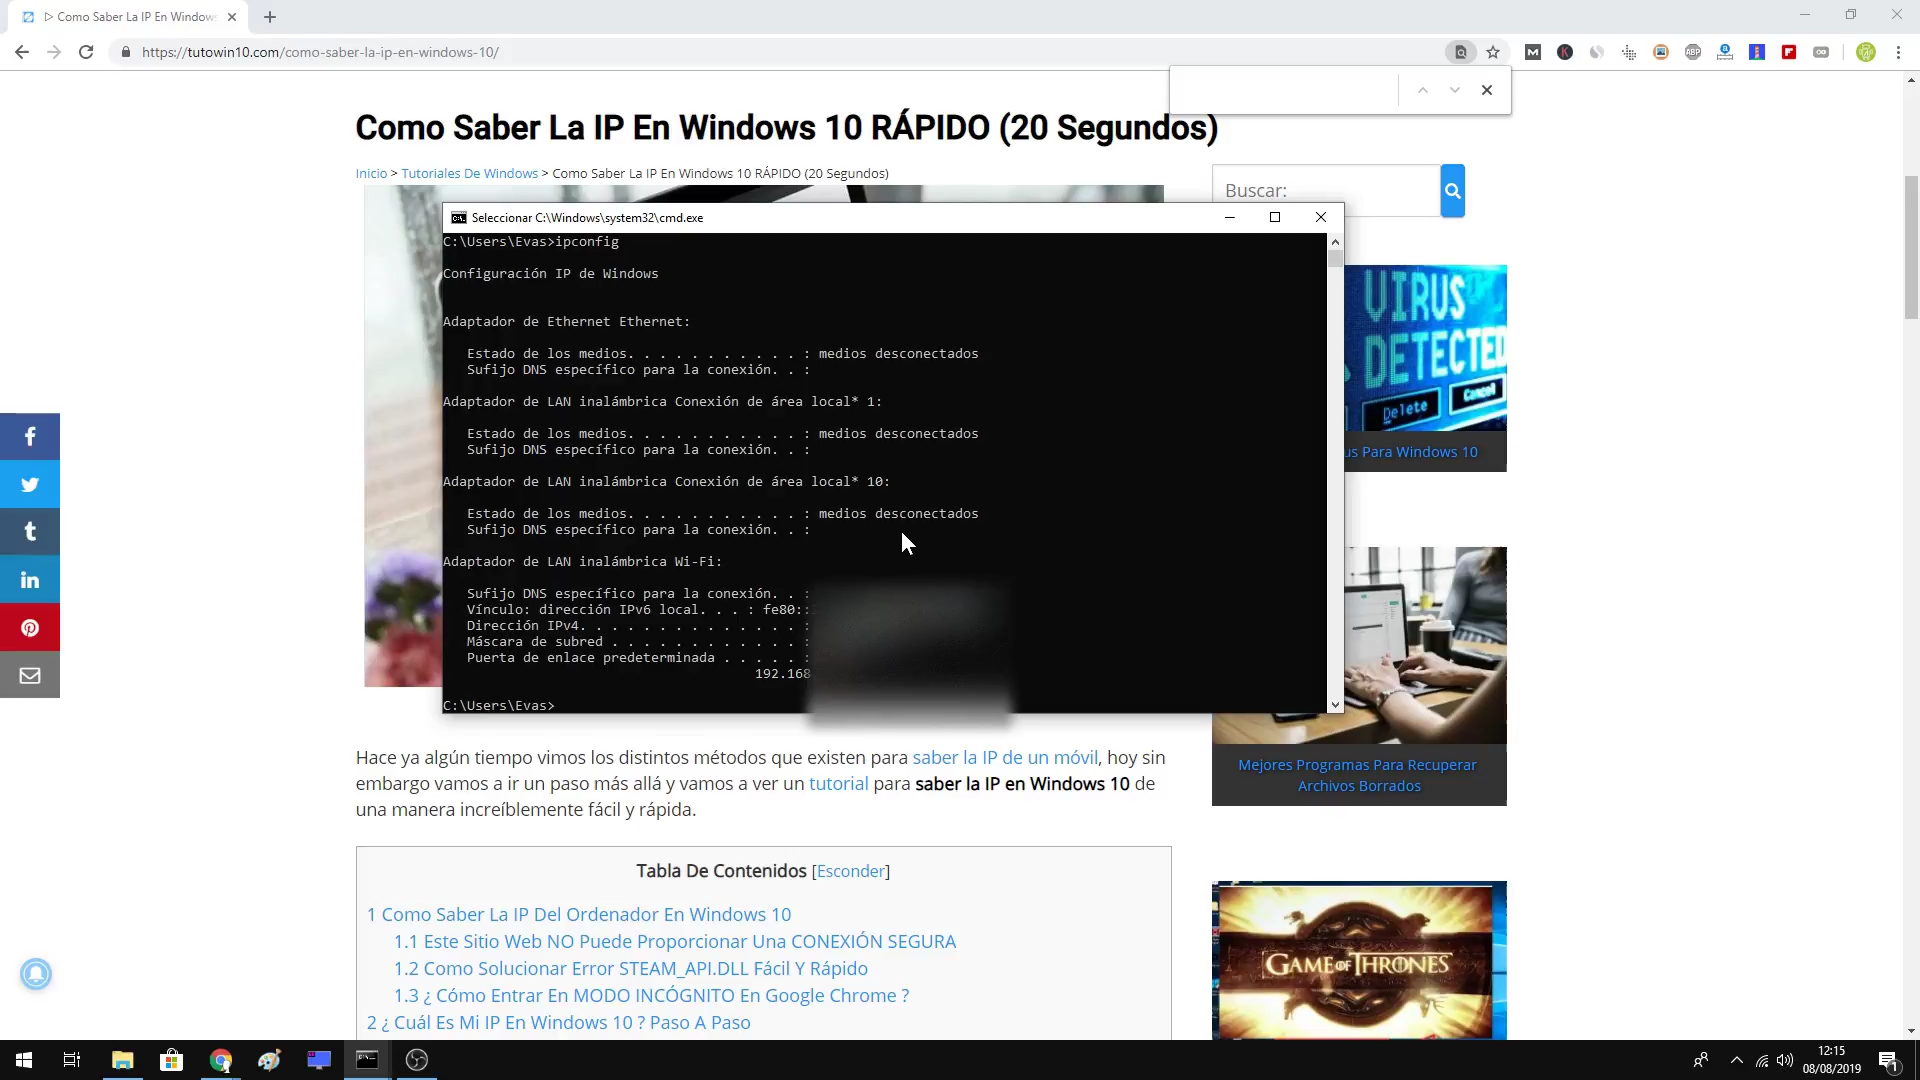 ▷ Como Saber La IP En Windows
https://tutowin10.com/como-saber-la-ip-en-windows-10/
Como Saber La IP En Windows 10 RÁPIDO (20 Segundos)
Inicio > Tutoriales De Windows > Como Saber La IP En Windows 10 RÁPIDO (20 Segundos)
Buscar:
Seleccionar C:\Windows\system32\cmd.exe
C:\Users\Evas>ipconfig
Configuración IP de Windows
Adaptador de Ethernet Ethernet:
Estado de los medios. . . . . . . . . . . : medios desconectados
Sufijo DNS específico para la conexión. . :
Adaptador de LAN inalámbrica Conexión de área local* 1:
Estado de los medios. . . . . . . . . . . : medios desconectados
Sufijo DNS específico para la conexión. . :
Adaptador de LAN inalámbrica Conexión de área local* 10:
Estado de los medios. . . . . . . . . . . : medios desconectados
Sufijo DNS específico para la conexión. . :
Adaptador de LAN inalámbrica Wi-Fi:
Sufijo DNS específico para la conexión. . :
Vínculo: dirección IPv6 local. . . : fe80::
Dirección IPv4. . . . . . . . . . . . . . :
Máscara de subred . . . . . . . . . . . . :
Puerta de enlace predeterminada . . . . . :
192.168
C:\Users\Evas>
VIRUS
DETECTED
Delete
Cancel
us Para Windows 10
Mejores Programas Para Recuperar
Archivos Borrados
GAME OF THRONES
Hace ya algún tiempo vimos los distintos métodos que existen para saber la IP de un móvil, hoy sin
embargo vamos a ir un paso más allá y vamos a ver un tutorial para saber la IP en Windows 10 de
una manera increíblemente fácil y rápida.
Tabla De Contenidos [Esconder]
1 Como Saber La IP Del Ordenador En Windows 10
1.1 Este Sitio Web NO Puede Proporcionar Una CONEXIÓN SEGURA
1.2 Como Solucionar Error STEAM_API.DLL Fácil Y Rápido
1.3 ¿ Cómo Entrar En MODO INCÓGNITO En Google Chrome ?
2 ¿ Cuál Es Mi IP En Windows 10 ? Paso A Paso
12:15
08/08/2019
1